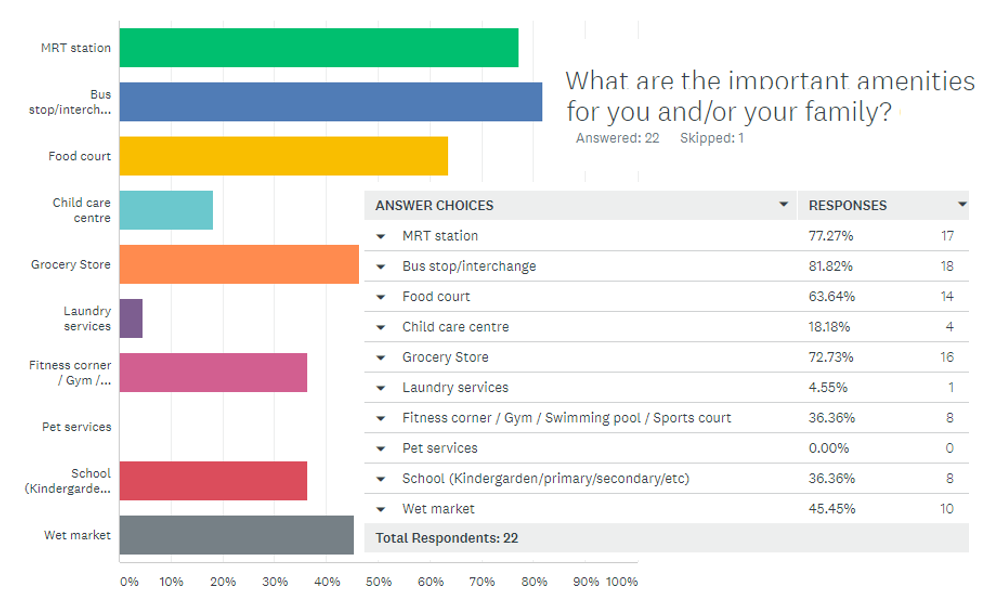 What are the important amenities
for you and/or your family?
Answered: 22 Skipped: 1
MRT station
Bus
stop/interch...
Food court
Child care
centre
Grocery Store
Laundry
services
Fitness corner
/ Gym /...
Pet services
School
(Kindergarde...
Wet market
0% 10% 20% 30% 40% 50% 60% 70% 80% 90% 100%
ANSWER CHOICES RESPONSES
MRT station 77.27% 17
Bus stop/interchange 81.82% 18
Food court 63.64% 14
Child care centre 18.18% 4
Grocery Store 72.73% 16
Laundry services 4.55% 1
Fitness corner / Gym / Swimming pool / Sports court 36.36% 8
Pet services 0.00% 0
School (Kindergarden/primary/secondary/etc) 36.36% 8
Wet market 45.45% 10
Total Respondents: 22